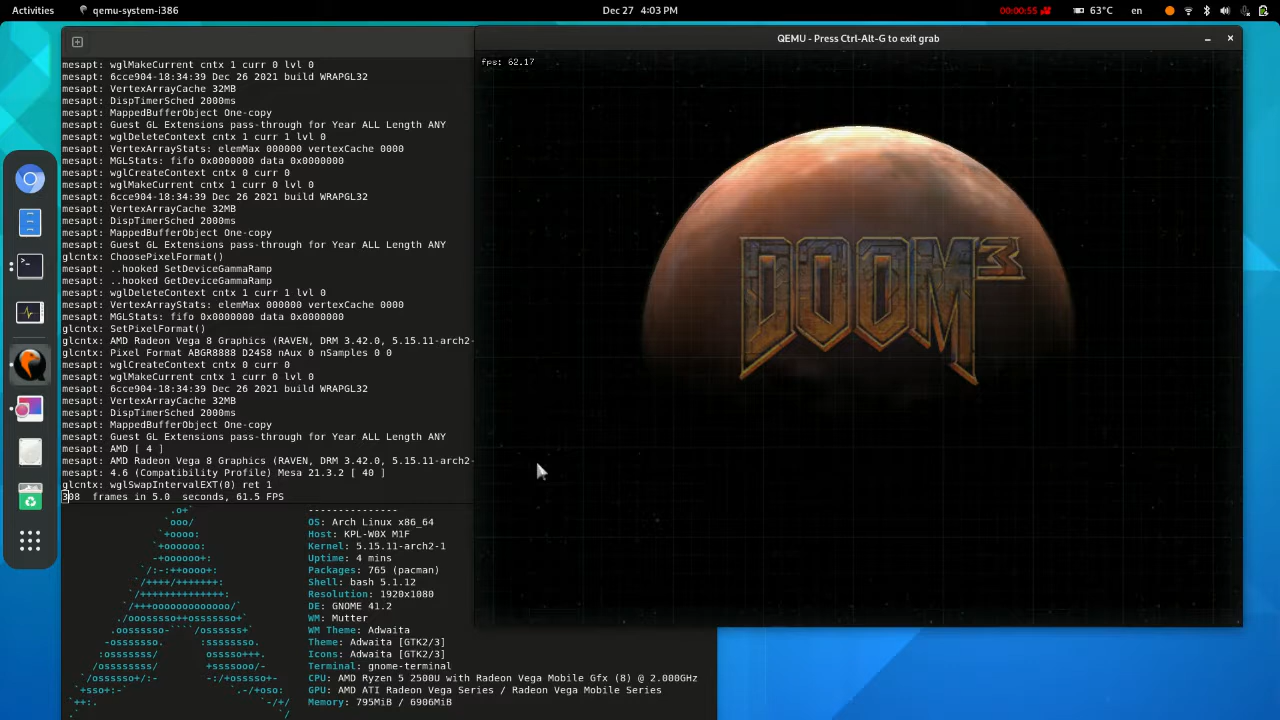 Activities
qemu-system-i386
Dec 27 4:03 PM
00:00:55
63°C
en
mesapt: wglMakeCurrent cntx 1 curr 0 lvl 0
mesapt: 6cce904-18:34:39 Dec 26 2021 build WRAPGL32
mesapt: VertexArrayCache 32MB
mesapt: DispTimerSched 2000ms
mesapt: MappedBufferObject One-copy
mesapt: Guest GL Extensions pass-through for Year ALL Length ANY
mesapt: wglDeleteContext cntx 1 curr 1 lvl 0
mesapt: VertexArrayStats: elemMax 000000 vertexCache 0000
mesapt: MGLStats: fifo 0x0000000 data 0x0000000
mesapt: wglCreateContext cntx 0 curr 0
mesapt: wglMakeCurrent cntx 1 curr 0 lvl 0
mesapt: 6cce904-18:34:39 Dec 26 2021 build WRAPGL32
mesapt: VertexArrayCache 32MB
mesapt: DispTimerSched 2000ms
mesapt: MappedBufferObject One-copy
mesapt: Guest GL Extensions pass-through for Year ALL Length ANY
glcntx: ChoosePixelFormat()
mesapt: ..hooked SetDeviceGammaRamp
mesapt: ..hooked GetDeviceGammaRamp
mesapt: wglDeleteContext cntx 1 curr 1 lvl 0
mesapt: VertexArrayStats: elemMax 000000 vertexCache 0000
mesapt: MGLStats: fifo 0x0000000 data 0x0000000
glcntx: SetPixelFormat()
glcntx: AMD Radeon Vega 8 Graphics (RAVEN, DRM 3.42.0, 5.15.11-arch2-
glcntx: Pixel Format ABGR8888 D24S8 nAux 0 nSamples 0 0
mesapt: wglCreateContext cntx 0 curr 0
mesapt: wglMakeCurrent cntx 1 curr 0 lvl 0
mesapt: 6cce904-18:34:39 Dec 26 2021 build WRAPGL32
mesapt: VertexArrayCache 32MB
mesapt: DispTimerSched 2000ms
mesapt: MappedBufferObject One-copy
mesapt: Guest GL Extensions pass-through for Year ALL Length ANY
mesapt: AMD [ 4 ]
mesapt: AMD Radeon Vega 8 Graphics (RAVEN, DRM 3.42.0, 5.15.11-arch2-
mesapt: 4.6 (Compatibility Profile) Mesa 21.3.2 [ 40 ]
glcntx: wglSwapIntervalEXT(0) ret 1
308 frames in 5.0 seconds, 61.5 FPS
QEMU - Press Ctrl-Alt-G to exit grab
fps: 62.17
DOOM 3
---------------
OS: Arch Linux x86_64
Host: KPL-W0X M1F
Kernel: 5.15.11-arch2-1
Uptime: 4 mins
Packages: 765 (pacman)
Shell: bash 5.1.12
Resolution: 1920x1080
DE: GNOME 41.2
WM: Mutter
WM Theme: Adwaita
Theme: Adwaita [GTK2/3]
Icons: Adwaita [GTK2/3]
Terminal: gnome-terminal
CPU: AMD Ryzen 5 2500U with Radeon Vega Mobile Gfx (8) @ 2.000GHz
GPU: AMD ATI Radeon Vega Series / Radeon Vega Mobile Series
Memory: 795MiB / 6906MiB